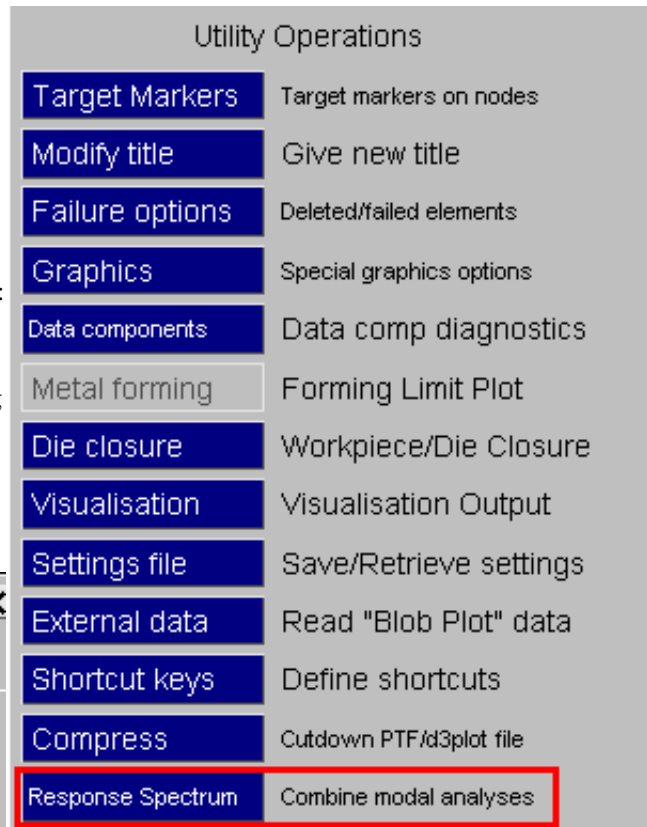 Utility Operations
Target Markers Target markers on nodes
Modify title Give new title
Failure options Deleted/failed elements
Graphics Special graphics options
Data components Data comp diagnostics
Metal forming Forming Limit Plot
Die closure Workpiece/Die Closure
Visualisation Visualisation Output
Settings file Save/Retrieve settings
External data Read "Blob Plot" data
Shortcut keys Define shortcuts
Compress Cutdown PTF/d3plot file
Response Spectrum Combine modal analyses